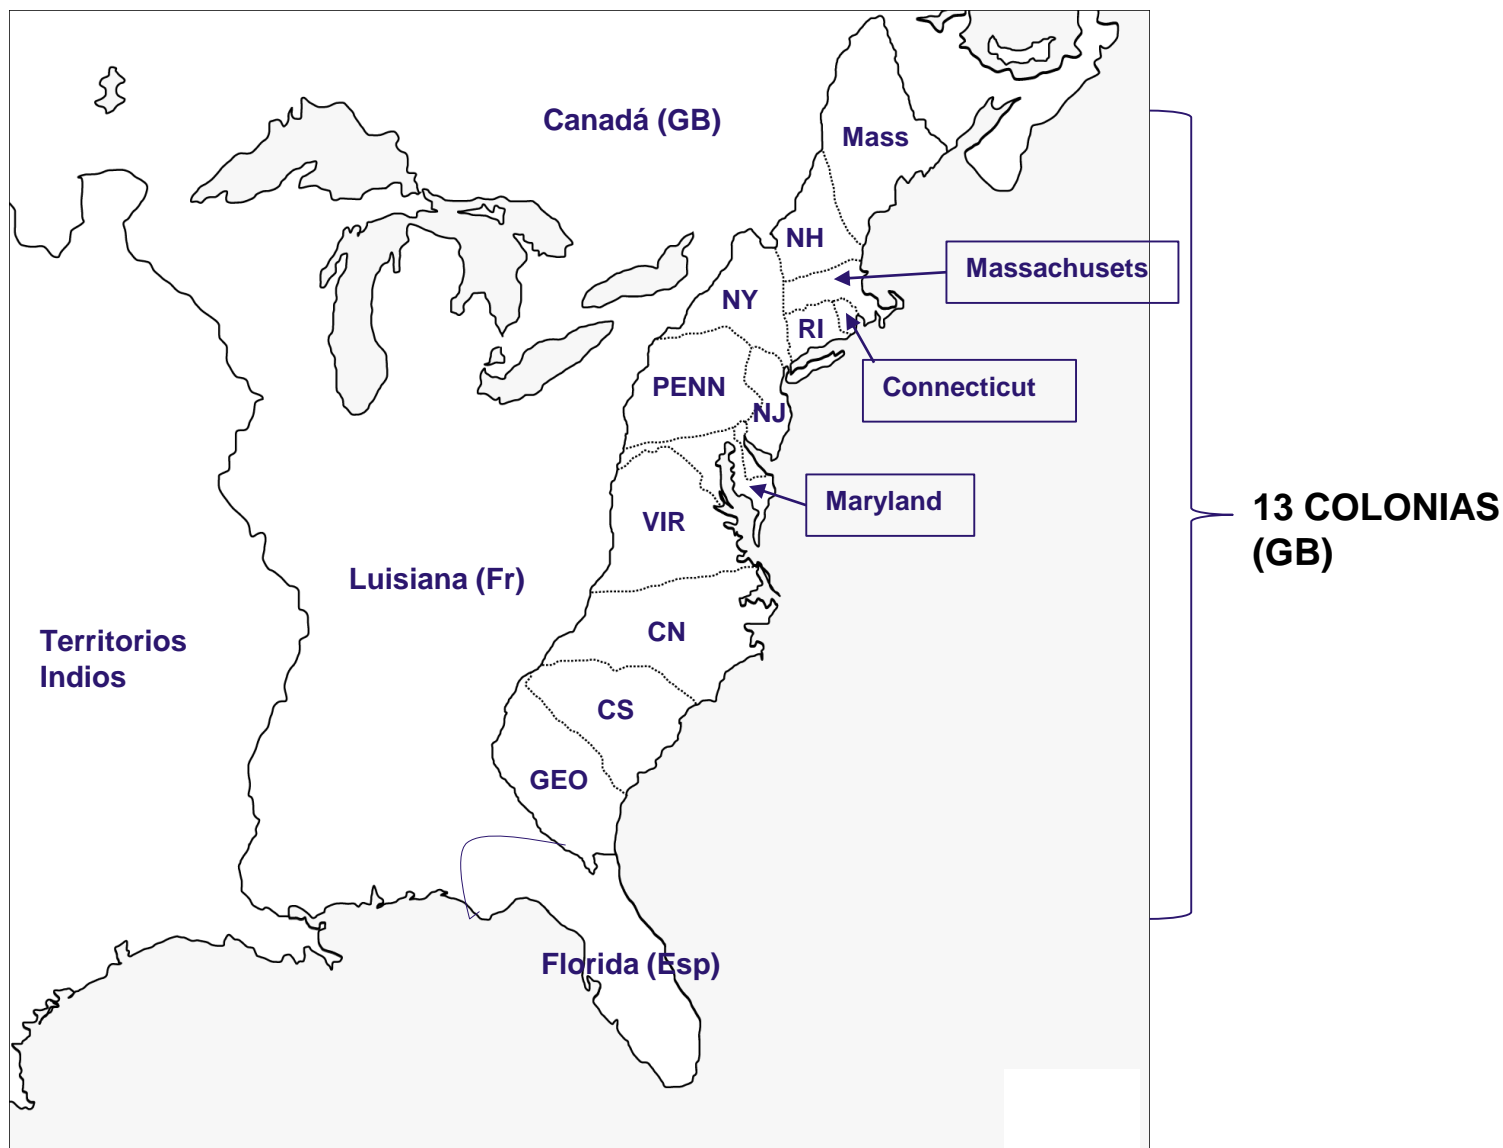 Canadá (GB)
Mass
NH
Massachusets
NY
RI
PENN
Connecticut
NJ
Maryland
VIR
13 COLONIAS
(GB)
Luisiana (Fr)
Territorios
Indios
CN
CS
GEO
Florida (Esp)